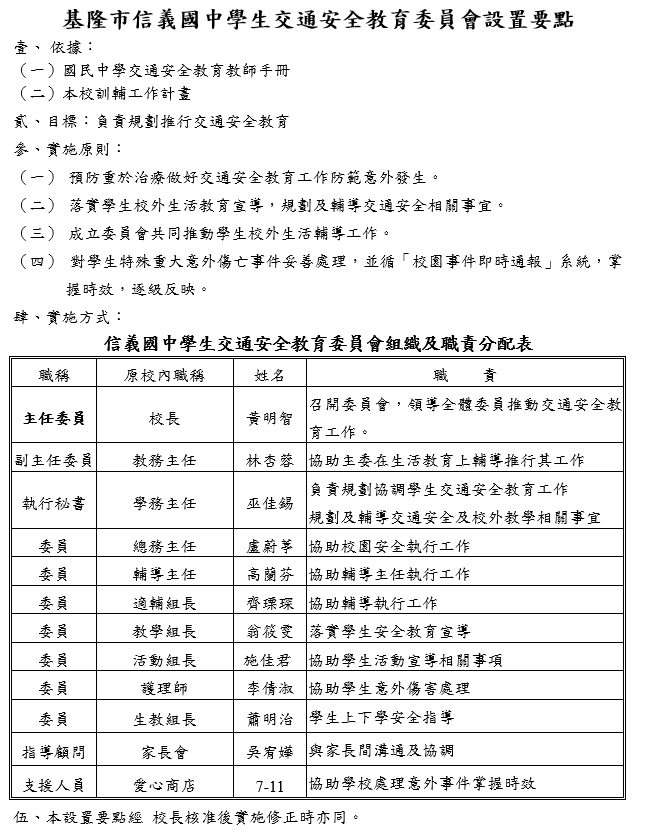 基隆市信義國中學生交通安全教育委員會設置要點
壹、 依據：
（一）國民中學交通安全教育教師手冊
（二）本校訓輔工作計畫
貳、目標：負責規劃推行交通安全教育
參、實施原則：
（一） 預防重於治療做好交通安全教育工作防範意外發生。
（二） 落實學生校外生活教育宣導，規劃及輔導交通安全相關事宜。
（三） 成立委員會共同推動學生校外生活輔導工作。
（四） 對學生特殊重大意外傷亡事件妥善處理，並循「校園事件即時通報」系統，掌
握時效，逐級反映。
肆、實施方式：
信義國中學生交通安全教育委員會組織及職責分配表
職稱 原校內職稱 姓名 職 責
主任委員 校長 黃明智 召開委員會，領導全體委員推動交通安全教
育工作。
副主任委員 教務主任 林杏蓉 協助主委在生活教育上輔導推行其工作
執行秘書 學務主任 巫佳錫 負責規劃協調學生交通安全教育工作
規劃及輔導交通安全及校外教學相關事宜
委員 總務主任 盧蔚葶 協助校園安全執行工作
委員 輔導主任 高蘭芬 協助輔導主任執行工作
委員 適輔組長 齊瑮琛 協助輔導執行工作
委員 教學組長 翁筱雯 落實學生安全教育宣導
委員 活動組長 施佳君 協助學生活動宣導相關事項
委員 護理師 李倩淑 協助學生意外傷害處理
委員 生教組長 蕭明治 學生上下學安全指導
指導顧問 家長會 吳宥嬅 與家長間溝通及協調
支援人員 愛心商店 7-11 協助學校處理意外事件掌握時效
伍、本設置要點經 校長核准後實施修正時亦同。